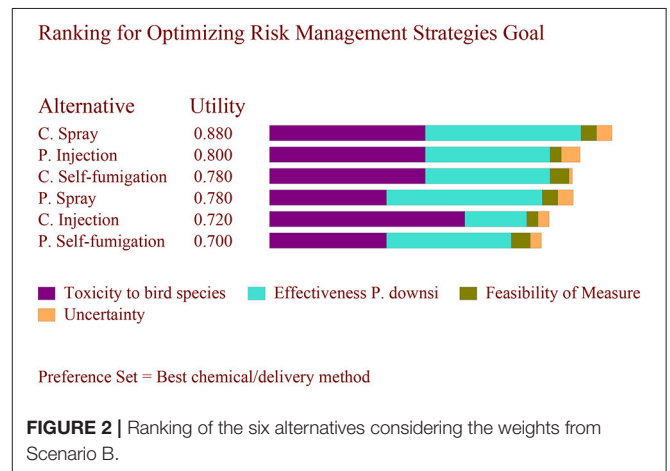 Ranking for Optimizing Risk Management Strategies Goal
Alternative Utility
C. Spray 0.880
P. Injection 0.800
C. Self-fumigation 0.780
P. Spray 0.780
C. Injection 0.720
P. Self-fumigation 0.700
Toxicity to bird species Effectiveness P. downsi Feasibility of Measure
Uncertainty
Preference Set = Best chemical/delivery method
FIGURE 2 | Ranking of the six alternatives considering the weights from
Scenario B.